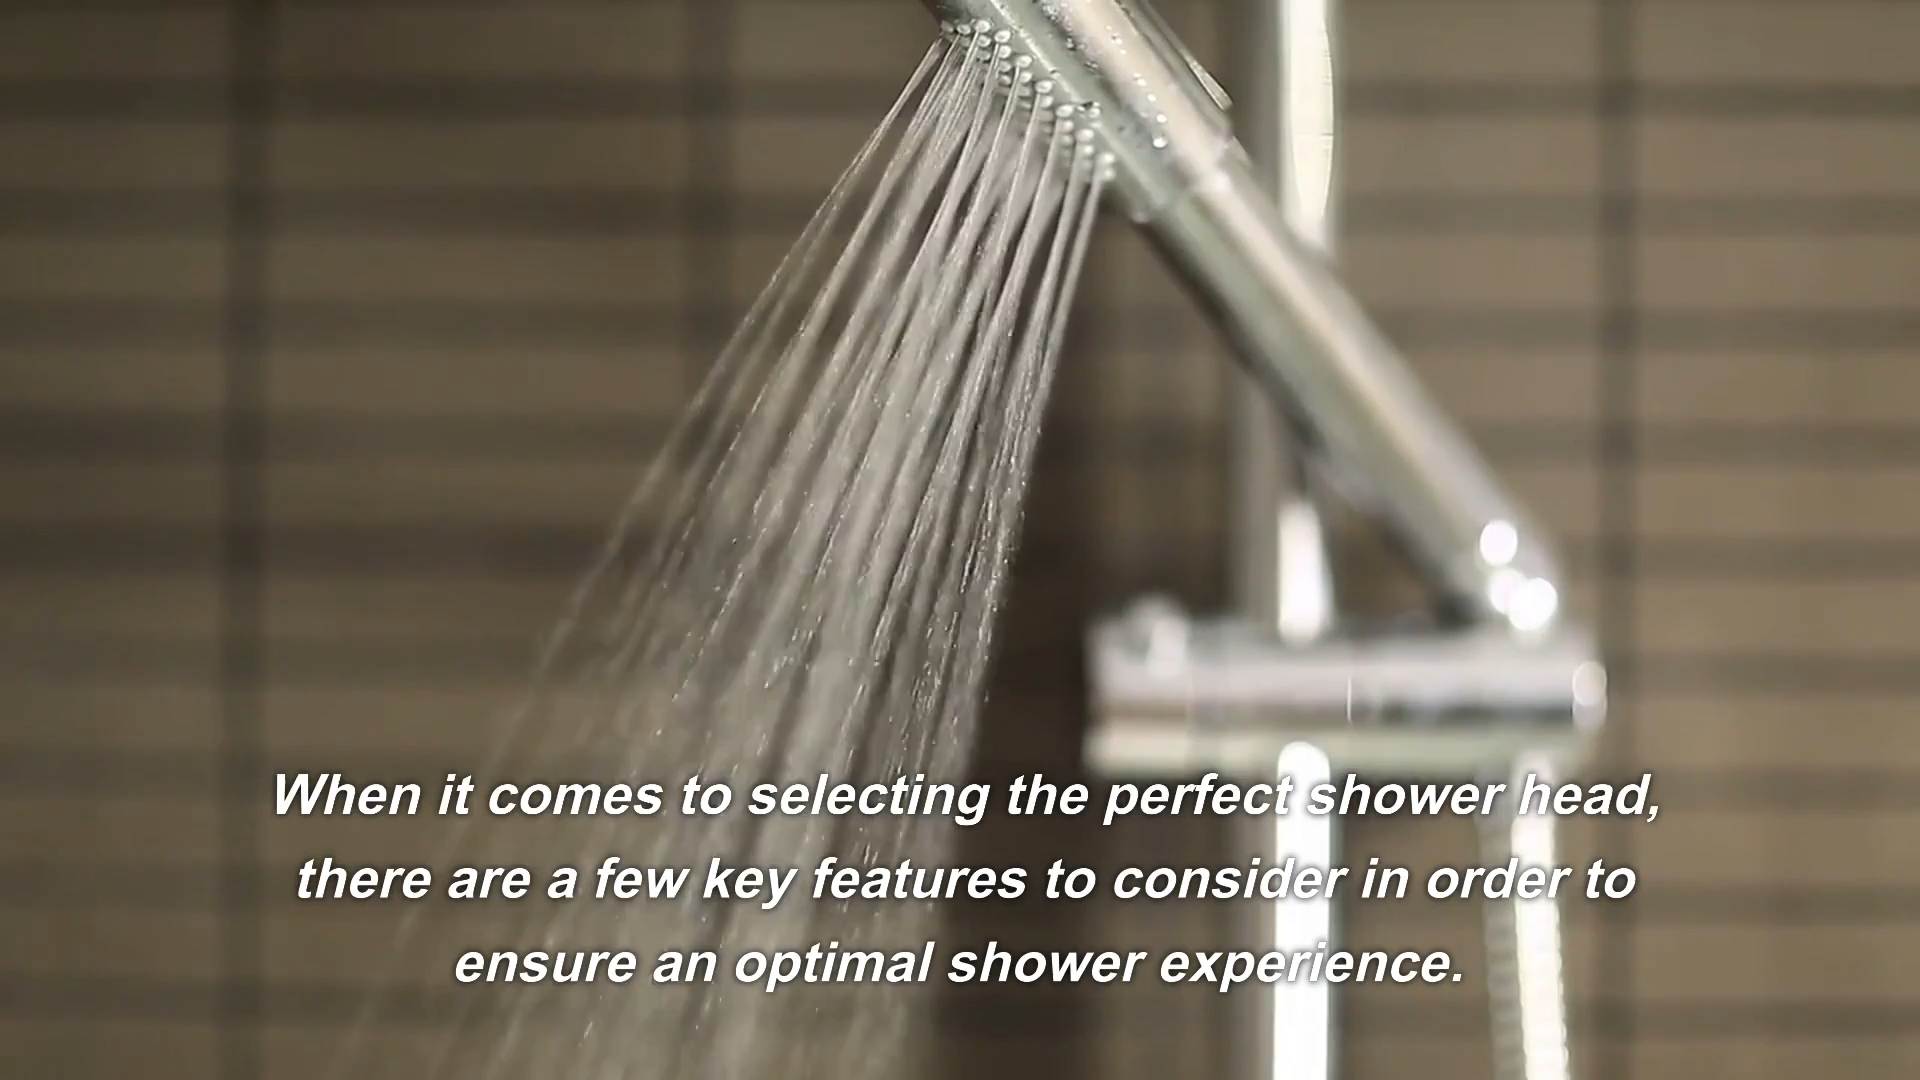 When it comes to selecting the perfect shower head,
there are a few key features to consider in order to
ensure an optimal shower experience.